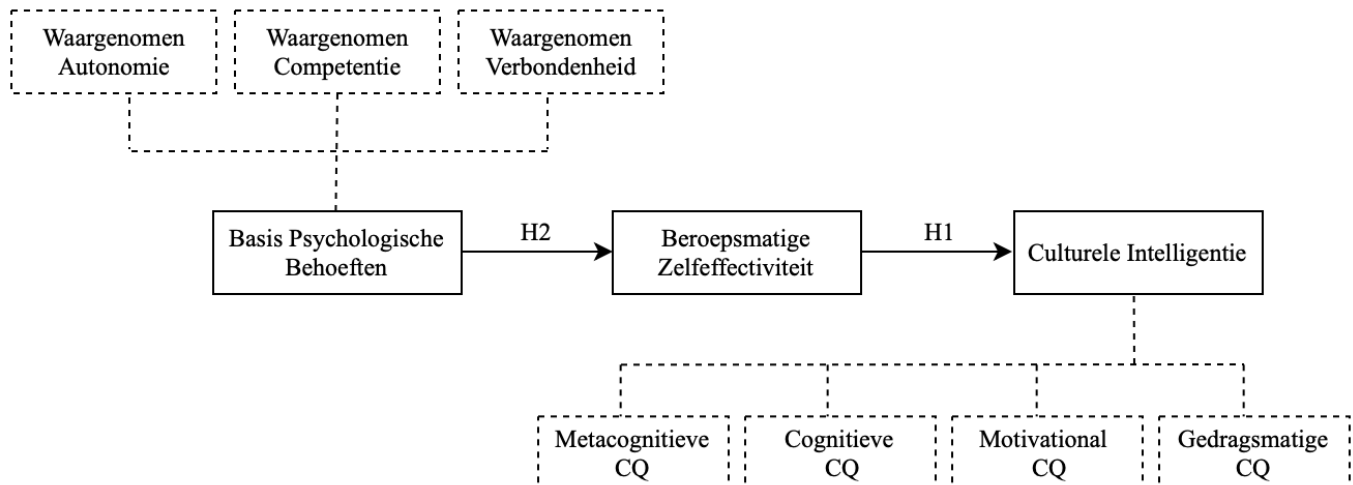 Waargenomen
Autonomie
Waargenomen
Competentie
Waargenomen
Verbondenheid
Basis Psychologische
Behoeften
H2
Beroepsmatige
Zelfeffectiviteit
H1
Culturele Intelligentie
Metacognitieve
CQ
Cognitieve
CQ
Motivational
CQ
Gedragsmatige
CQ